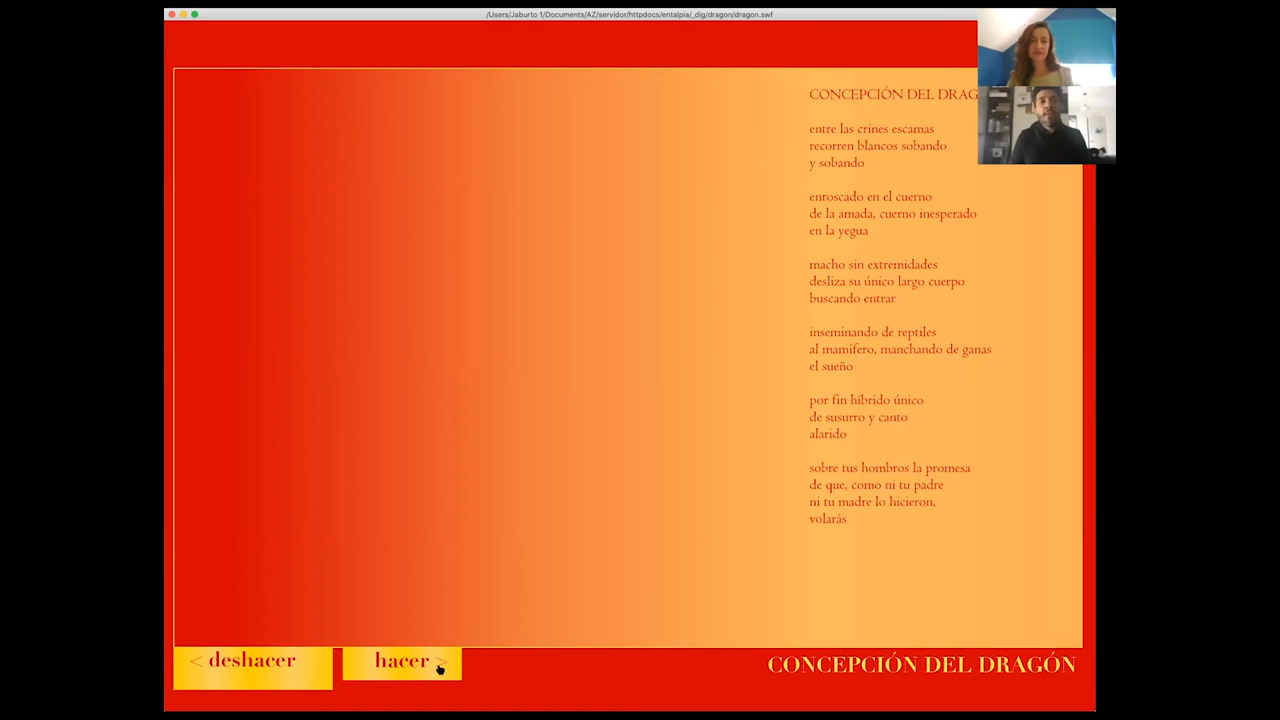 /Users/Jaburto 1/Documents/AZ/servidor/httpdocs/entalpia/_dig/dragon/dragon.swf
CONCEPCIÓN DEL DRAG
entre las crines escamas
recorren blancos sobando
y sobando
enroscado en el cuerno
de la amada, cuerno inesperado
en la yegua
macho sin extremidades
desliza su único largo cuerpo
buscando entrar
inseminando de reptiles
al mamífero, manchando de ganas
el sueño
por fin híbrido único
de susurro y canto
alarido
sobre tus hombros la promesa
de que, como ni tu padre
ni tu madre lo hicieron,
volarás
< deshacer
hacer >
CONCEPCIÓN DEL DRAGÓN